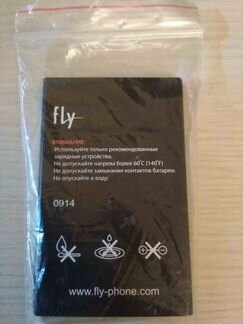 fly
ВНИМАНИЕ:
Используйте только рекомендованные
зарядные устройства.
Не допускайте нагрева более 60°C (140°F)
Не допускайте замыкания контактов батареи.
Не опускайте в воду.
0914
www.fly-phone.com